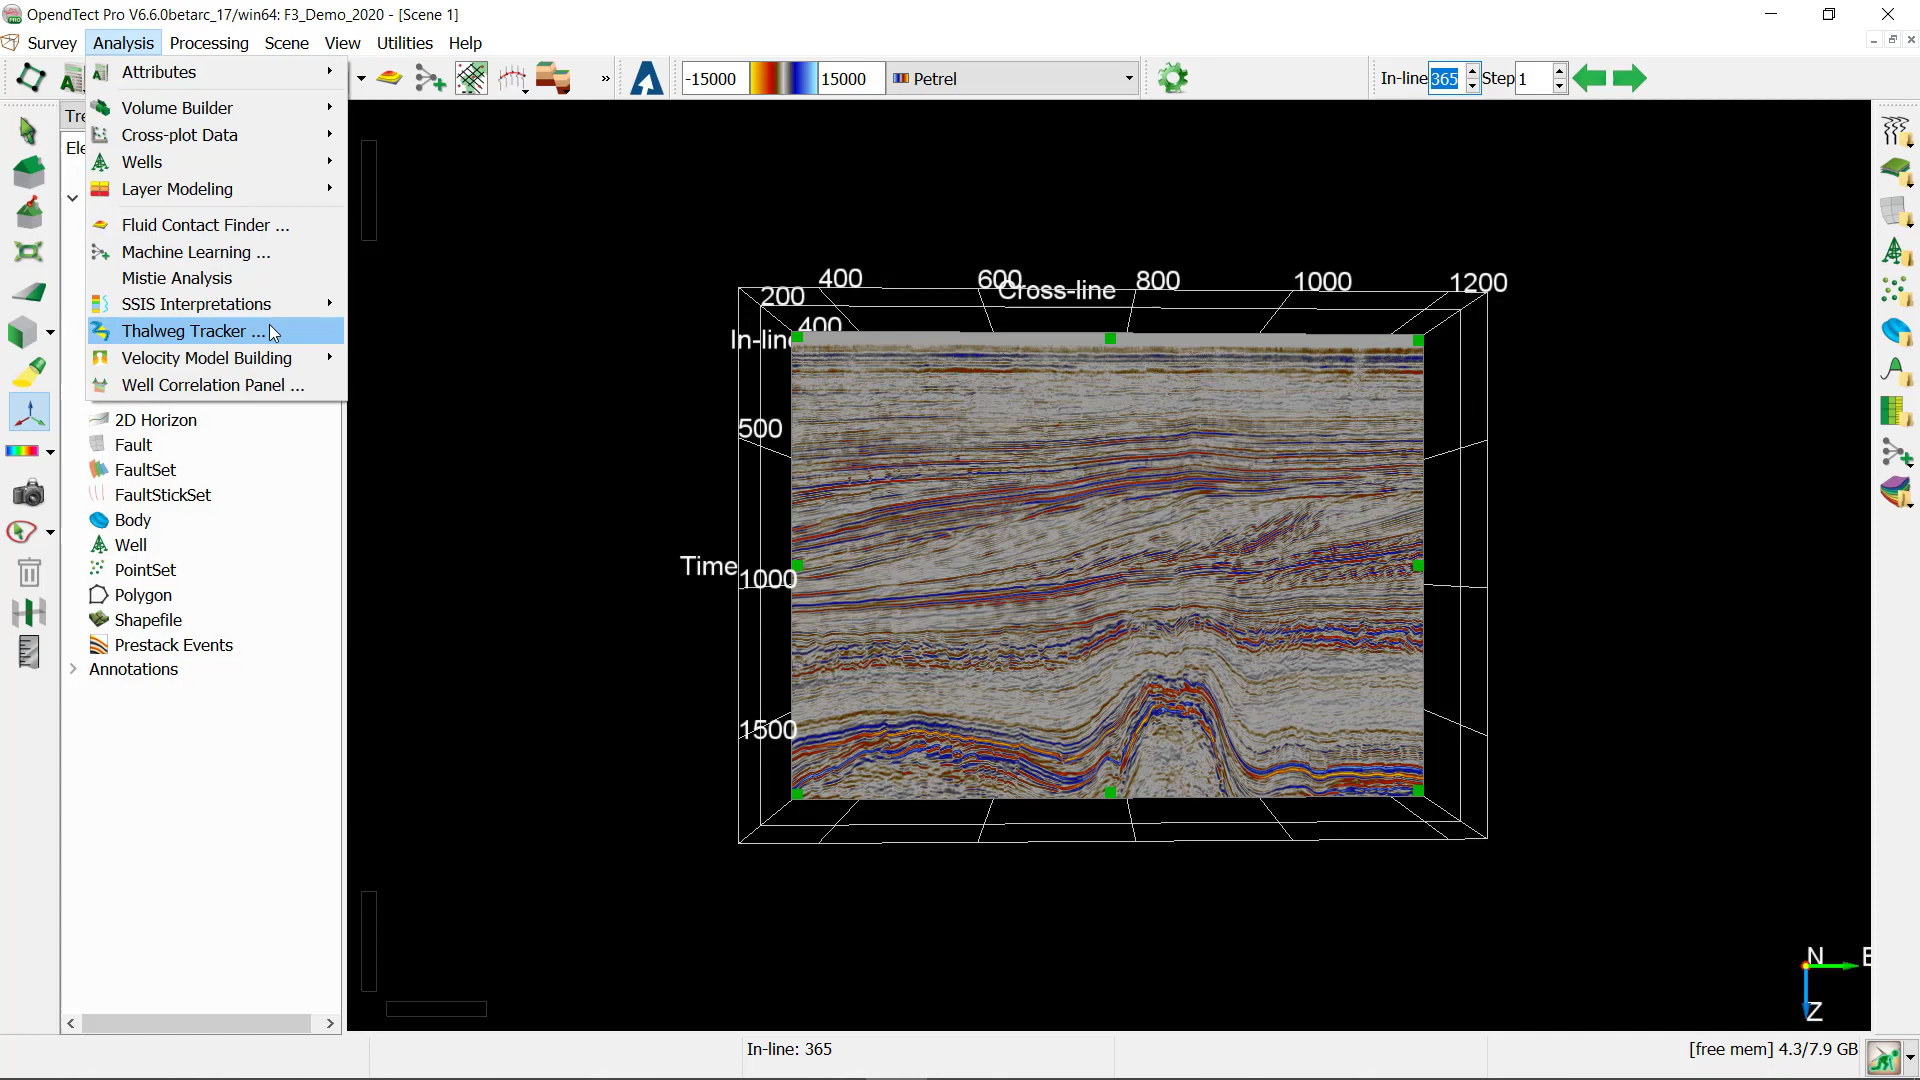 OpendTect Pro V6.6.0betarc_17/win64: F3_Demo_2020 - [Scene 1]
Survey Analysis Processing Scene View Utilities Help
-15000 15000 Petrel In-line 365 Step 1
Tre
Ele
Attributes
Volume Builder
Cross-plot Data
Wells
Layer Modeling
Fluid Contact Finder ...
Machine Learning ...
Mistie Analysis
SSIS Interpretations
Thalweg Tracker ...
Velocity Model Building
Well Correlation Panel ...
2D Horizon
Fault
FaultSet
FaultStickSet
Body
Well
PointSet
Polygon
Shapefile
Prestack Events
Annotations
400 600 800 1000 1200
200 Cross-line
400
In-line
500
Time 1000
1500
N E
Z
In-line: 365 [free mem] 4.3/7.9 GB